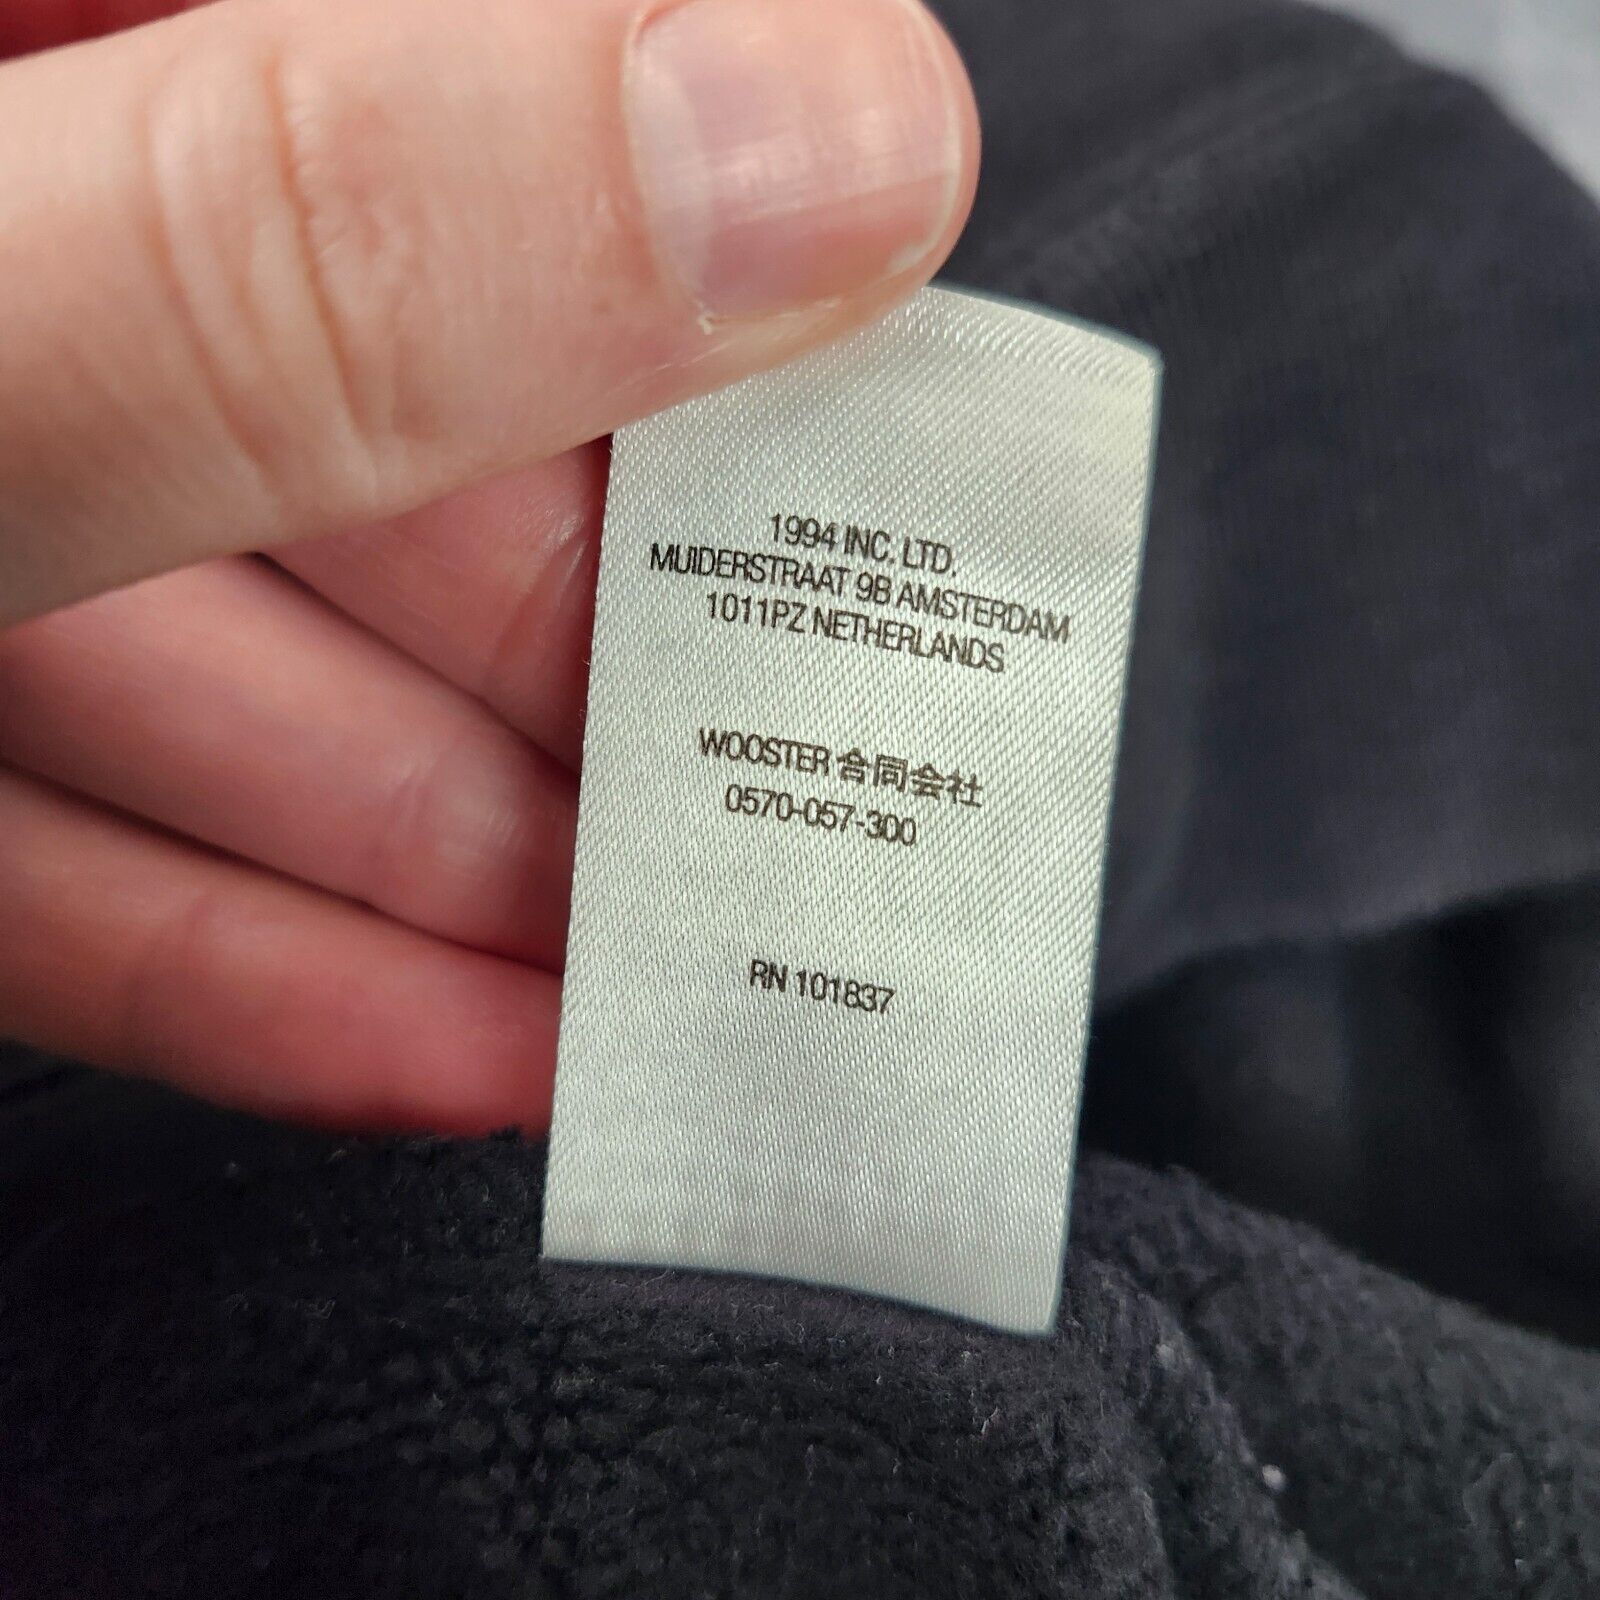 1994 INC. LTD.
MUIDERSTRAAT 9B AMSTERDAM
1011PZ NETHERLANDS
WOOSTER 合同会社
0570-057-300
RN 101837